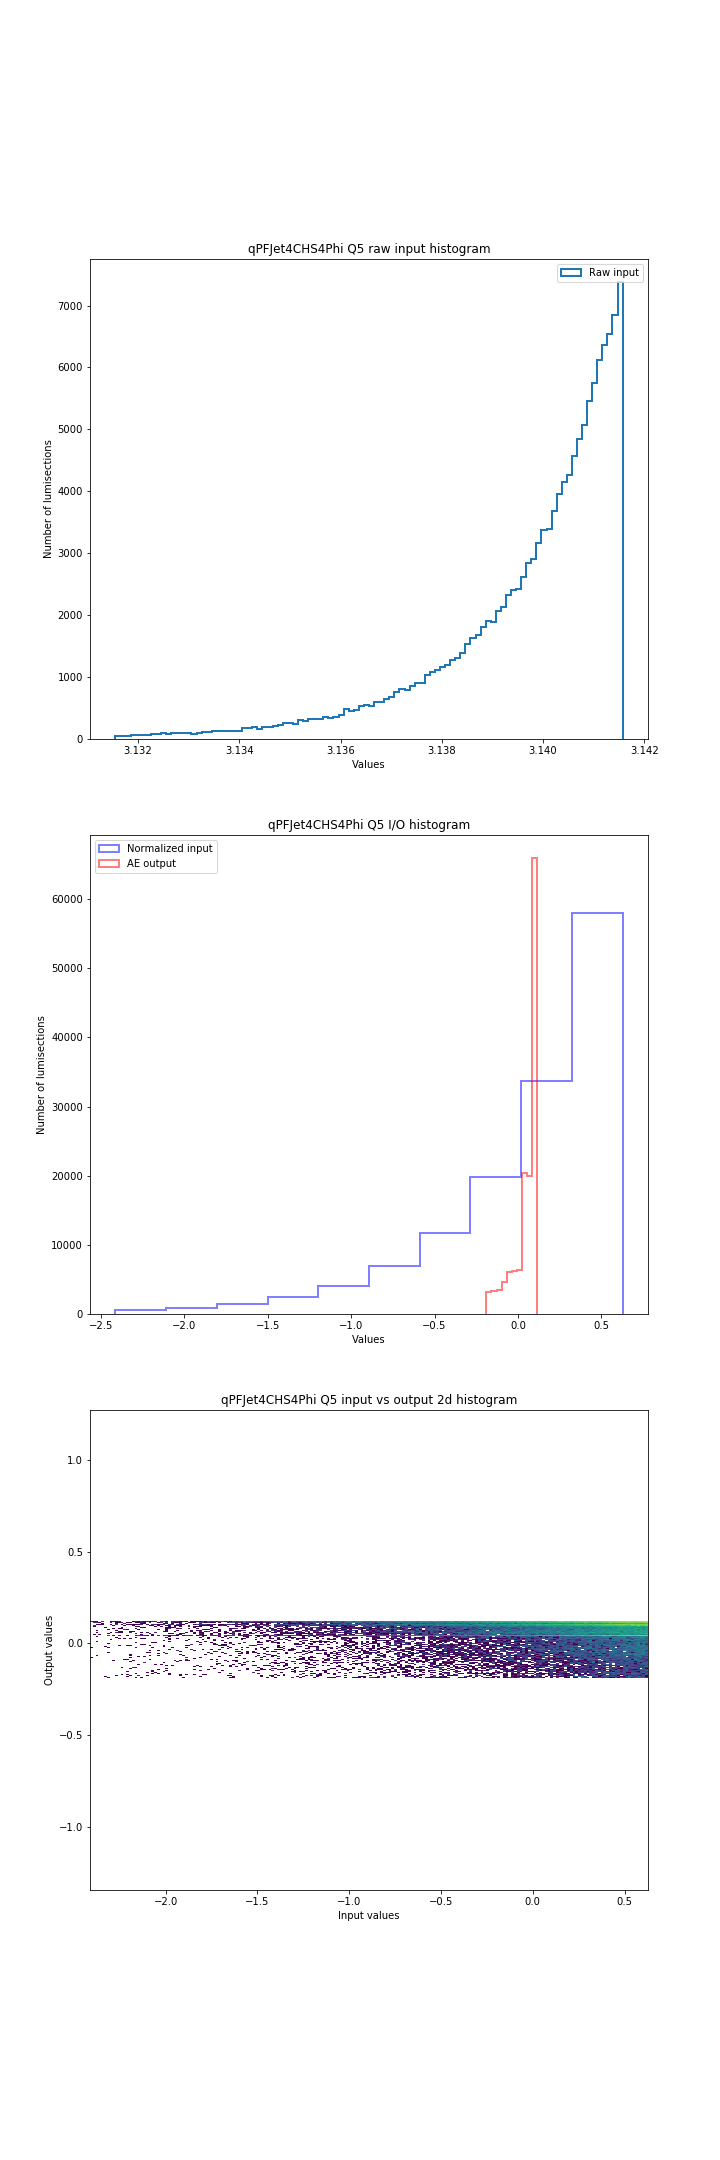 qPFJet4CHS4Phi Q5 raw input histogram
Raw input
7000
6000
5000
4000
3000
2000
1000
0
Number of lumisections
3.132 3.134 3.136 3.138 3.140 3.142
Values
qPFJet4CHS4Phi Q5 I/O histogram
Normalized input
AE output
60000
50000
40000
30000
20000
10000
0
Number of lumisections
−2.5 −2.0 −1.5 −1.0 −0.5 0.0 0.5
Values
qPFJet4CHS4Phi Q5 input vs output 2d histogram
1.0
0.5
0.0
−0.5
−1.0
Output values
−2.0 −1.5 −1.0 −0.5 0.0 0.5
Input values